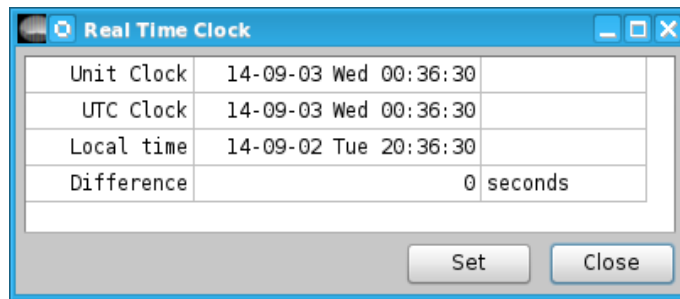 Real Time Clock
Unit Clock 14-09-03 Wed 00:36:30
UTC Clock 14-09-03 Wed 00:36:30
Local time 14-09-02 Tue 20:36:30
Difference 0 seconds
Set Close